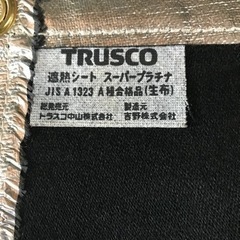 TRUSCO
遮熱シート スーパープラチナ
JIS A 1323 A種合格品(生布)
総発売元 製造元
トラスコ中山株式会社 吉野株式会社